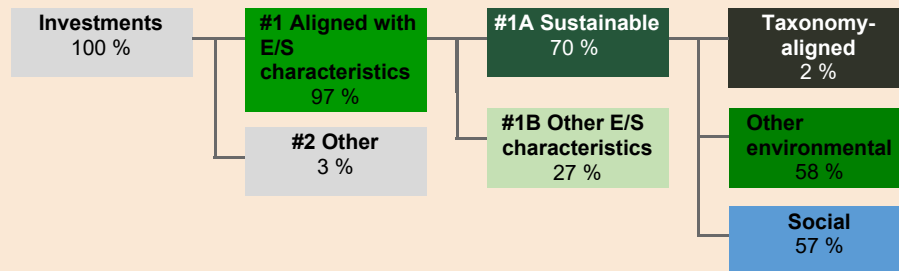 Investments
100 %
#1 Aligned with
E/S
characteristics
97 %
#2 Other
3 %
#1A Sustainable
70 %
#1B Other E/S
characteristics
27 %
Taxonomy-
aligned
2 %
Other
environmental
58 %
Social
57 %